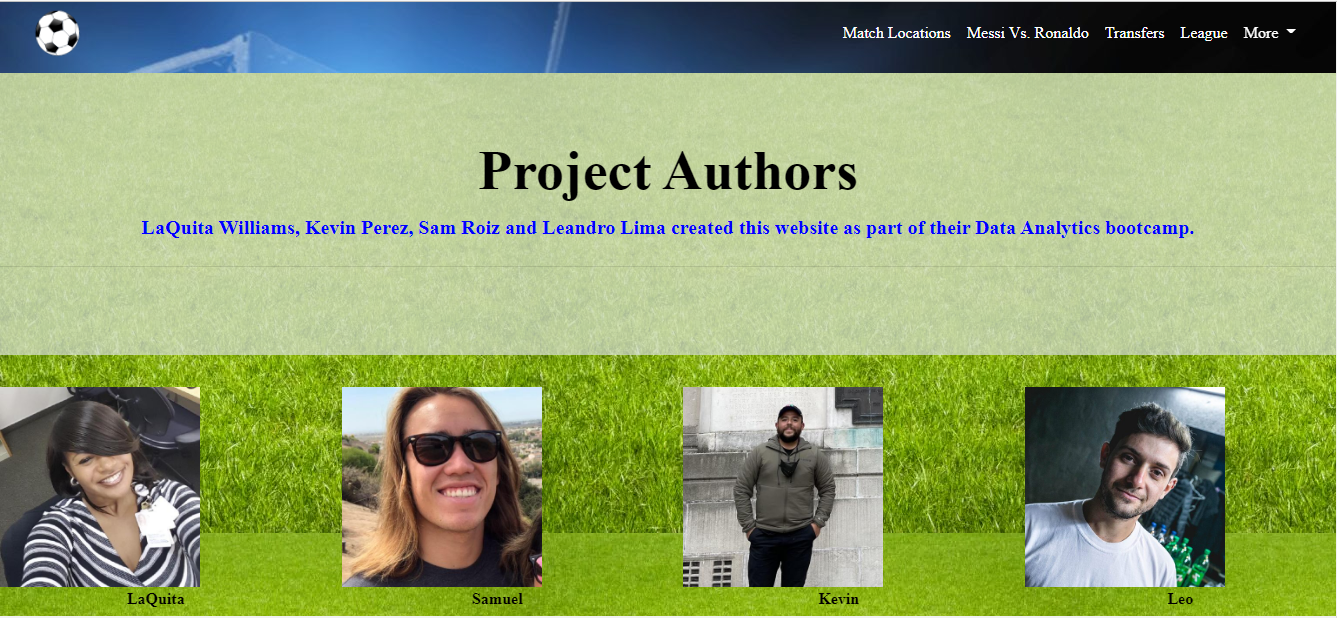 Match Locations Messi Vs. Ronaldo Transfers League More
Project Authors
LaQuita Williams, Kevin Perez, Sam Roiz and Leandro Lima created this website as part of their Data Analytics bootcamp.
LaQuita Samuel Kevin Leo